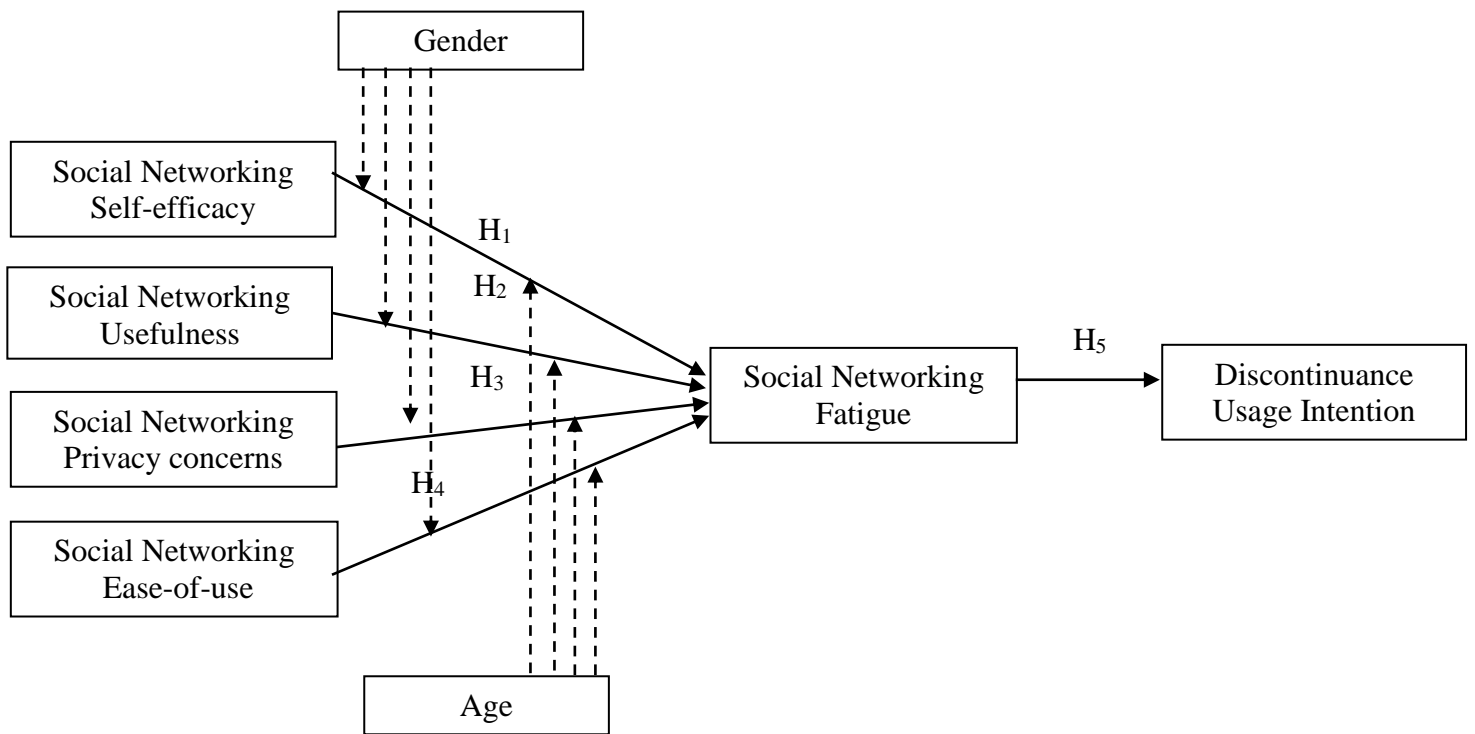 Gender
Social Networking
Self-efficacy
H₁
Social Networking
Usefulness
H₂
H₃
Social Networking
Privacy concerns
H₄
Social Networking
Ease-of-use
Social Networking
Fatigue
H₅
Discontinuance
Usage Intention
Age